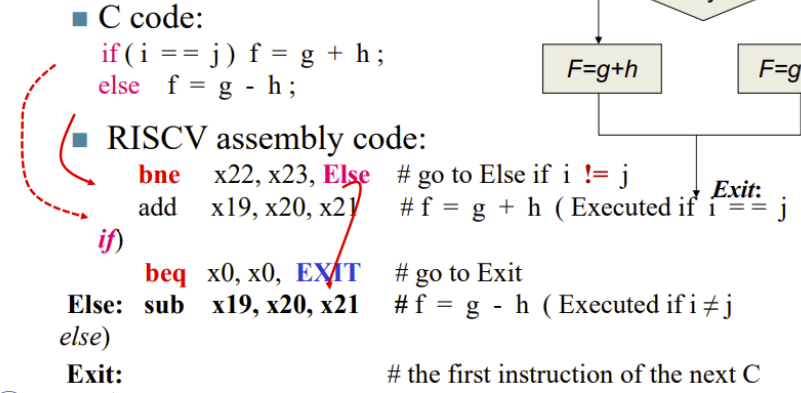 C code:
if ( i == j ) f = g + h ;
else f = g - h ;
F=g+h
F=g
RISCV assembly code:
bne x22, x23, Else # go to Else if i != j
Exit:
add x19, x20, x21 # f = g + h ( Executed if i == j
if)
beq x0, x0, EXIT # go to Exit
Else: sub x19, x20, x21 # f = g - h ( Executed if i ≠ j
else)
Exit: # the first instruction of the next C